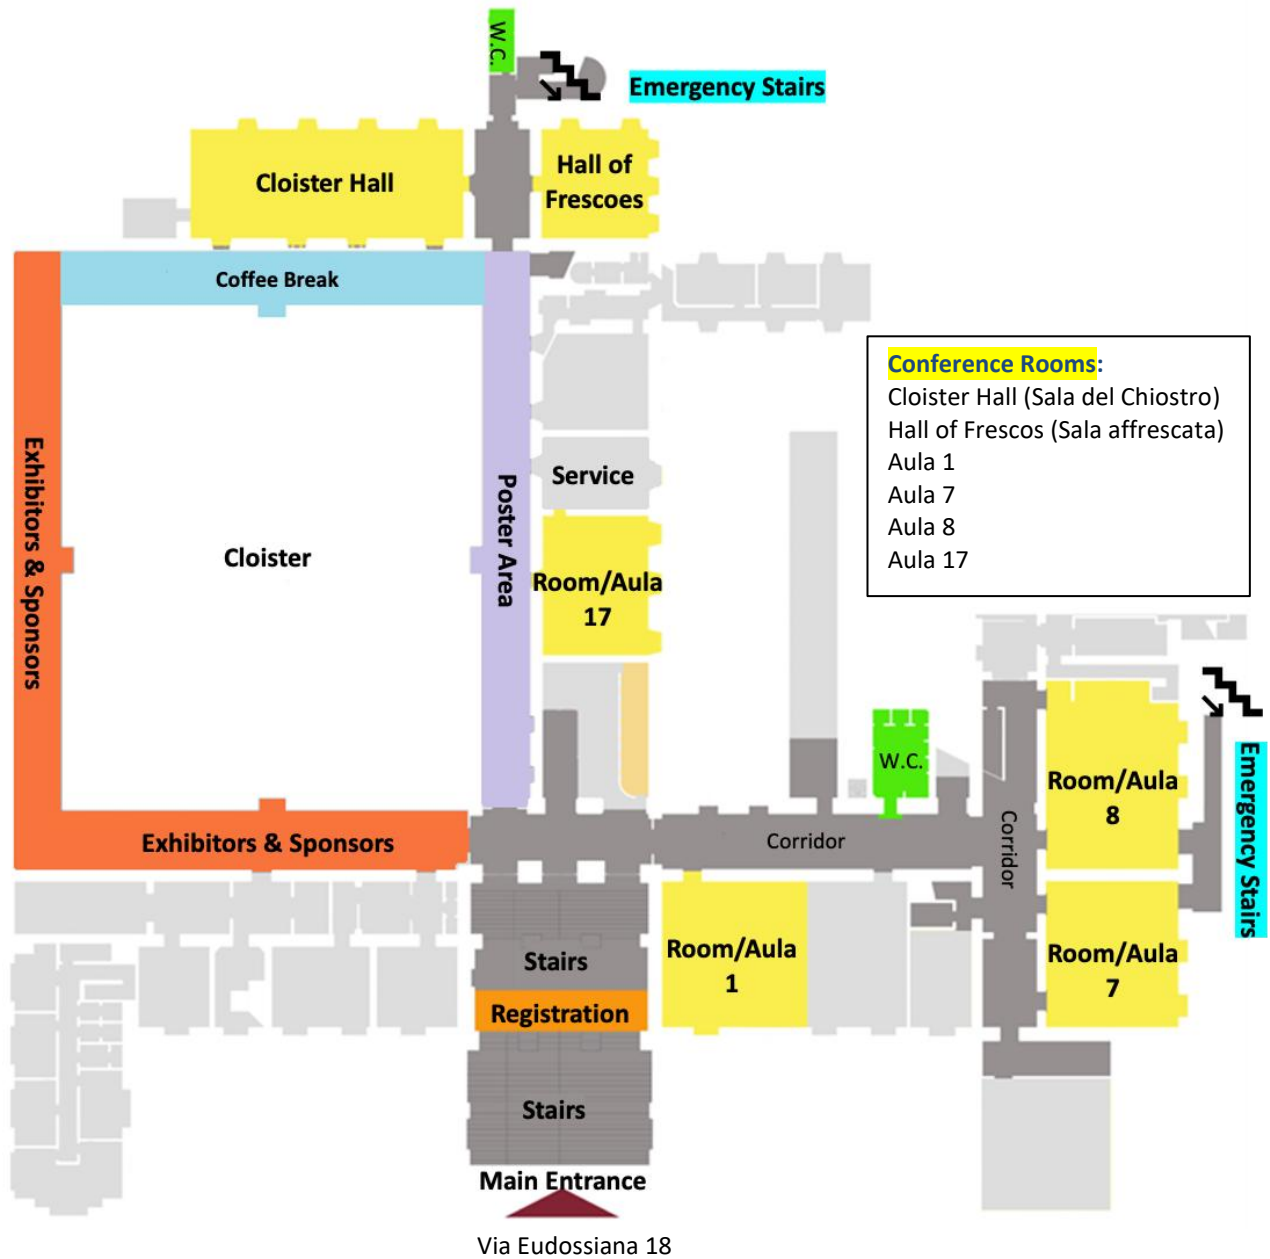 W.C.
Emergency Stairs
Cloister Hall
Hall of
Frescoes
Coffee Break
Conference Rooms:
Cloister Hall (Sala del Chiostro)
Hall of Frescos (Sala affrescata)
Aula 1
Aula 7
Aula 8
Aula 17
Exhibitors & Sponsors
Poster Area
Service
Cloister
Room/Aula
17
W.C.
Room/Aula
8
Emergency Stairs
Exhibitors & Sponsors
Corridor
Corridor
Stairs
Room/Aula
1
Room/Aula
7
Registration
Stairs
Main Entrance
Via Eudossiana 18